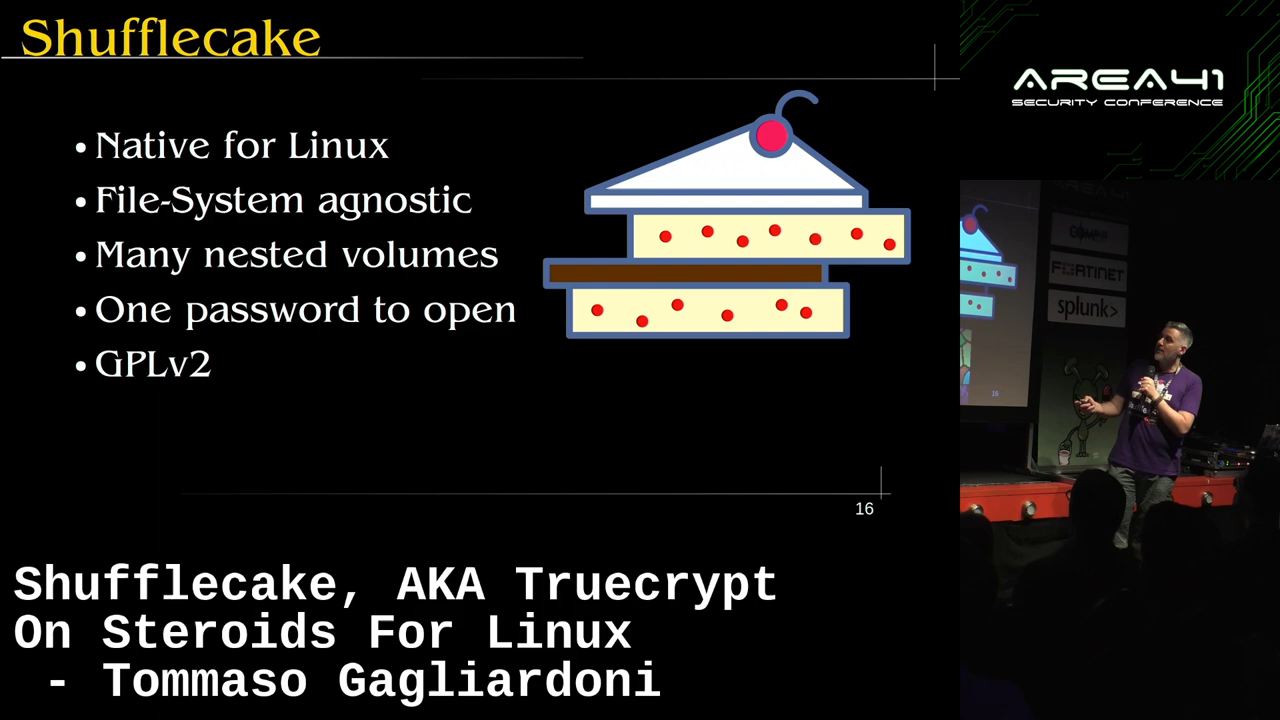 Shufflecake
AREA41
SECURITY CONFERENCE
• Native for Linux
• File-System agnostic
• Many nested volumes
• One password to open
• GPLv2
16
FORTINET
splunk>
16
Shufflecake, AKA Truecrypt
On Steroids For Linux
- Tommaso Gagliardoni